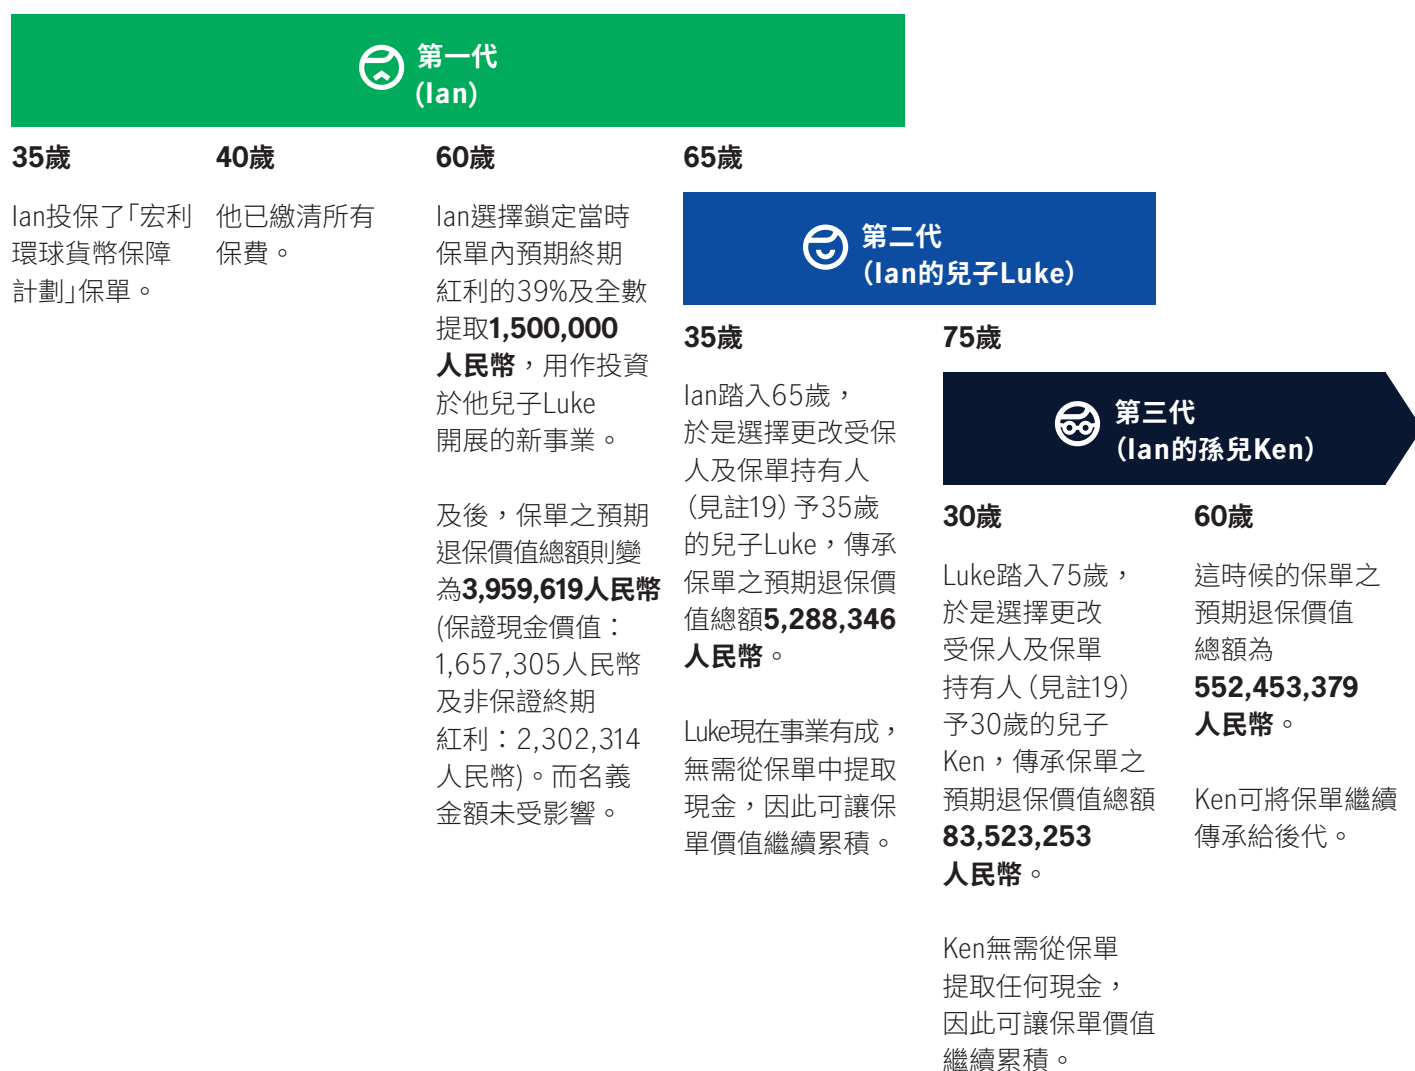 第一代
(Ian)
35歲
Ian投保了「宏利
環球貨幣保障
計劃」保單。
40歲
他已繳清所有
保費。
60歲
Ian選擇鎖定當時
保單內預期終期
紅利的39%及全數
提取1,500,000
人民幣，用作投資
於他兒子Luke
開展的新事業。
及後，保單之預期
退保價值總額則變
為3,959,619人民幣
(保證現金價值：
1,657,305人民幣
及非保證終期
紅利：2,302,314
人民幣)。而名義
金額未受影響。
65歲
第二代
(Ian的兒子Luke)
35歲
Ian踏入65歲，
於是選擇更改受保
人及保單持有人
(見註19) 予35歲
的兒子Luke，傳承
保單之預期退保價
值總額5,288,346
人民幣。
Luke現在事業有成，
無需從保單中提取
現金，因此可讓保
單價值繼續累積。
75歲
第三代
(Ian的孫兒Ken)
30歲
Luke踏入75歲，
於是選擇更改
受保人及保單
持有人 (見註19)
予30歲的兒子
Ken，傳承保單之
預期退保價值總額
83,523,253
人民幣。
Ken無需從保單
提取任何現金，
因此可讓保單價值
繼續累積。
60歲
這時候的保單之
預期退保價值
總額為
552,453,379
人民幣。
Ken可將保單繼續
傳承給後代。